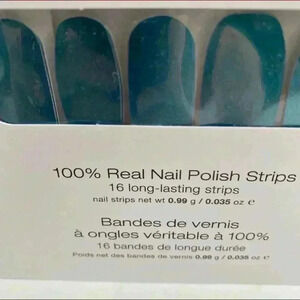 100% Real Nail Polish Strips
16 long-lasting strips
nail strips net wt 0.99 g / 0.035 oz ℮
Bandes de vernis
à ongles véritable à 100%
16 bandes de longue durée
Poids net des bandes de vernis 0.99 g / 0.035 oz ℮